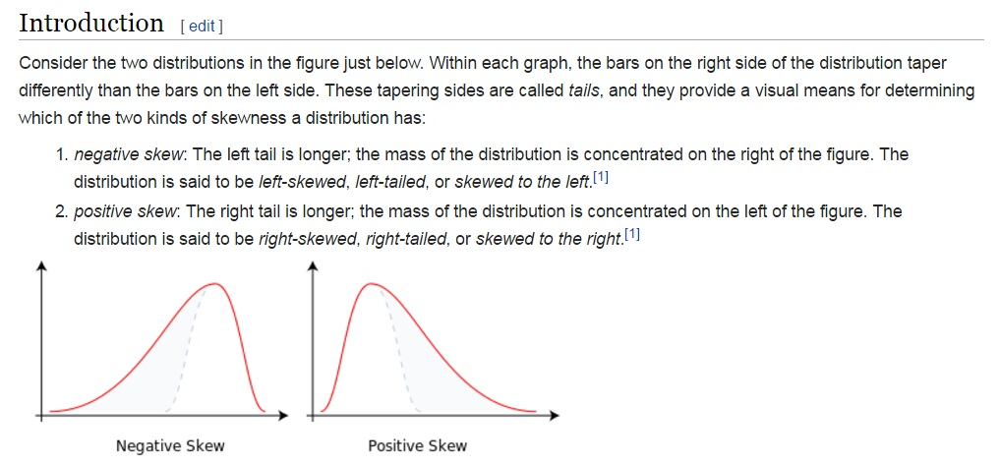 Introduction [ edit ]
Consider the two distributions in the figure just below. Within each graph, the bars on the right side of the distribution taper
differently than the bars on the left side. These tapering sides are called tails, and they provide a visual means for determining
which of the two kinds of skewness a distribution has:
1. negative skew: The left tail is longer; the mass of the distribution is concentrated on the right of the figure. The
distribution is said to be left-skewed, left-tailed, or skewed to the left.[1]
2. positive skew: The right tail is longer; the mass of the distribution is concentrated on the left of the figure. The
distribution is said to be right-skewed, right-tailed, or skewed to the right.[1]
Negative Skew
Positive Skew